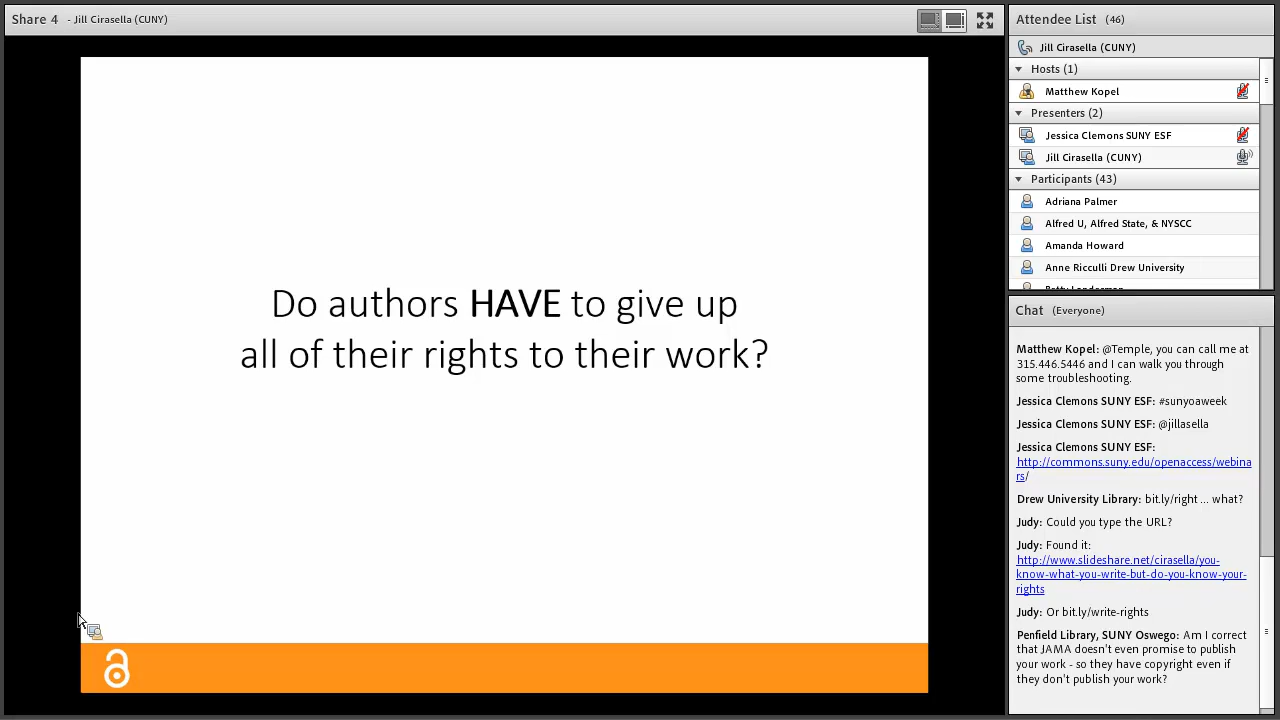 Share 4 - Jill Cirasella (CUNY)
Do authors HAVE to give up
all of their rights to their work?
Attendee List (46)
Jill Cirasella (CUNY)
Hosts (1)
Matthew Kopel
Presenters (2)
Jessica Clemons SUNY ESF
Jill Cirasella (CUNY)
Participants (43)
Adriana Palmer
Alfred U, Alfred State, & NYSCC
Amanda Howard
Anne Ricculli Drew University
Chat (Everyone)
Matthew Kopel: @Temple, you can call me at
315.446.5446 and I can walk you through
some troubleshooting.
Jessica Clemons SUNY ESF: #sunyoaweek
Jessica Clemons SUNY ESF: @jillasella
Jessica Clemons SUNY ESF:
http://commons.suny.edu/openaccess/webina
rs/
Drew University Library: bit.ly/right ... what?
Judy: Could you type the URL?
Judy: Found it:
http://www.slideshare.net/cirasella/you-
know-what-you-write-but-do-you-know-your-
rights
Judy: Or bit.ly/write-rights
Penfield Library, SUNY Oswego: Am I correct
that JAMA doesn't even promise to publish
your work - so they have copyright even if
they don't publish your work?